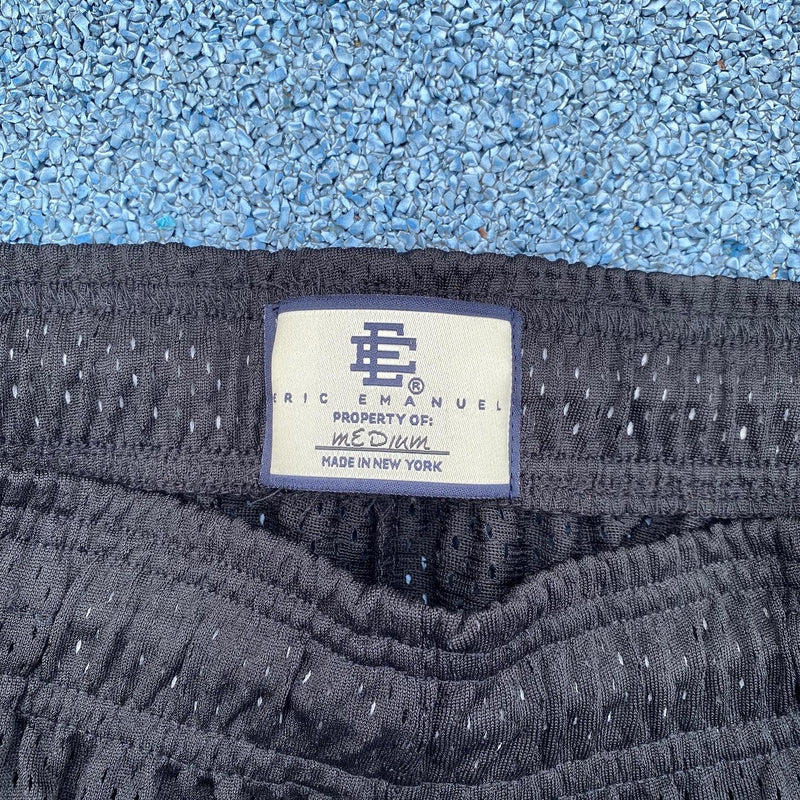 EE®
ERIC EMANUEL
PROPERTY OF:
mEDium
MADE IN NEW YORK